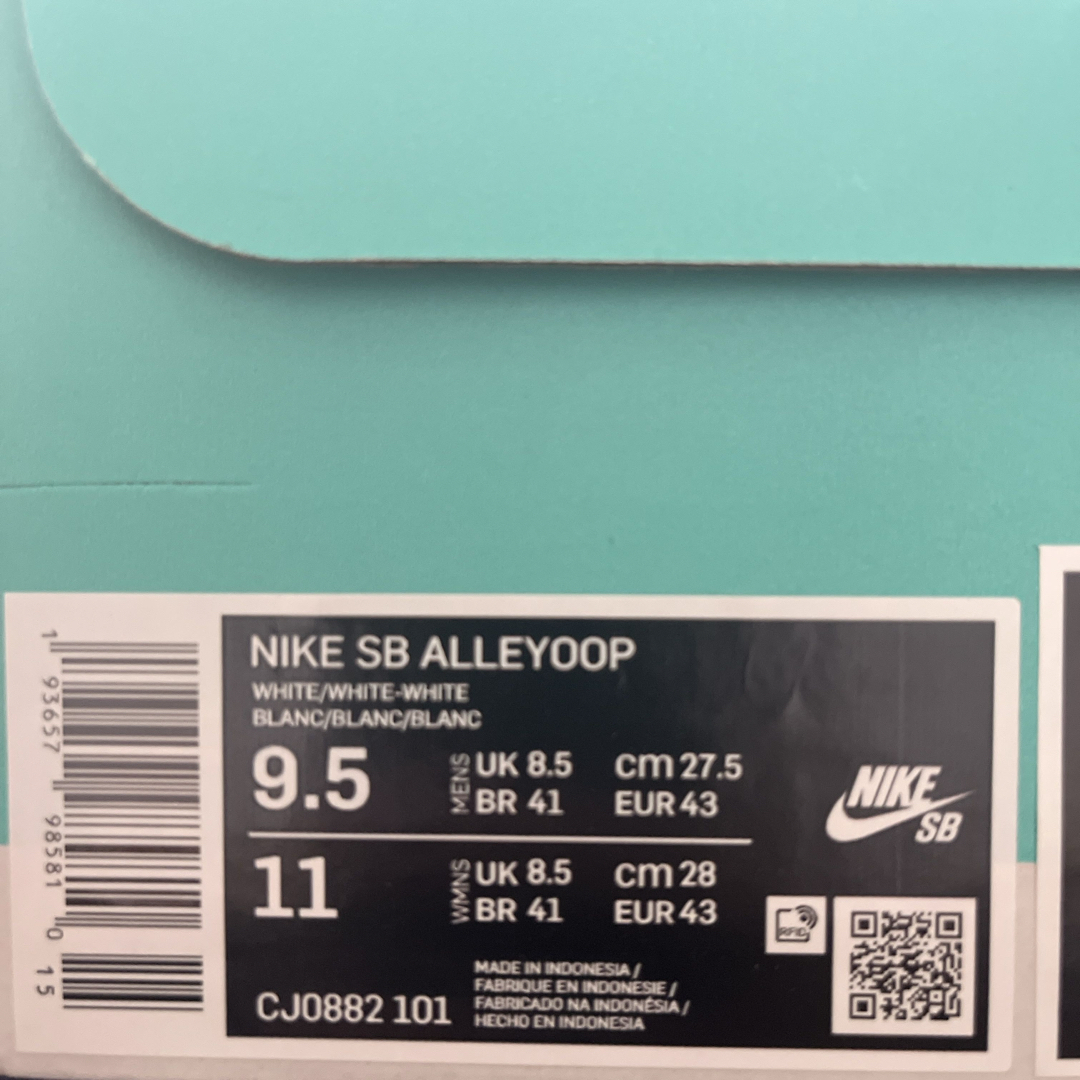 1 93657 98581 0 15
NIKE SB ALLEYOOP
WHITE/WHITE-WHITE
BLANC/BLANC/BLANC
9.5 MENS UK 8.5 cm 27.5
BR 41 EUR 43
11 WMNS UK 8.5 cm 28
BR 41 EUR 43
NIKE
SB
RFID
CJ0882 101
MADE IN INDONESIA /
FABRIQUE EN INDONESIE /
FABRICADO NA INDONÉSIA /
HECHO EN INDONESIA